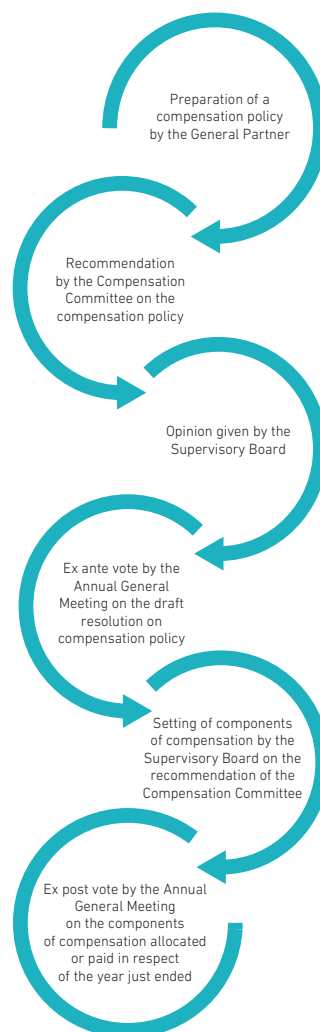 Preparation of a
compensation policy
by the General Partner
Recommendation
by the Compensation
Committee on the
compensation policy
Opinion given by the
Supervisory Board
Ex ante vote by the
Annual General
Meeting on the draft
resolution on
compensation policy
Setting of components
of compensation by the
Supervisory Board on the
recommendation of the
Compensation Committee
Ex post vote by the Annual
General Meeting
on the components
of compensation allocated
or paid in respect
of the year just ended